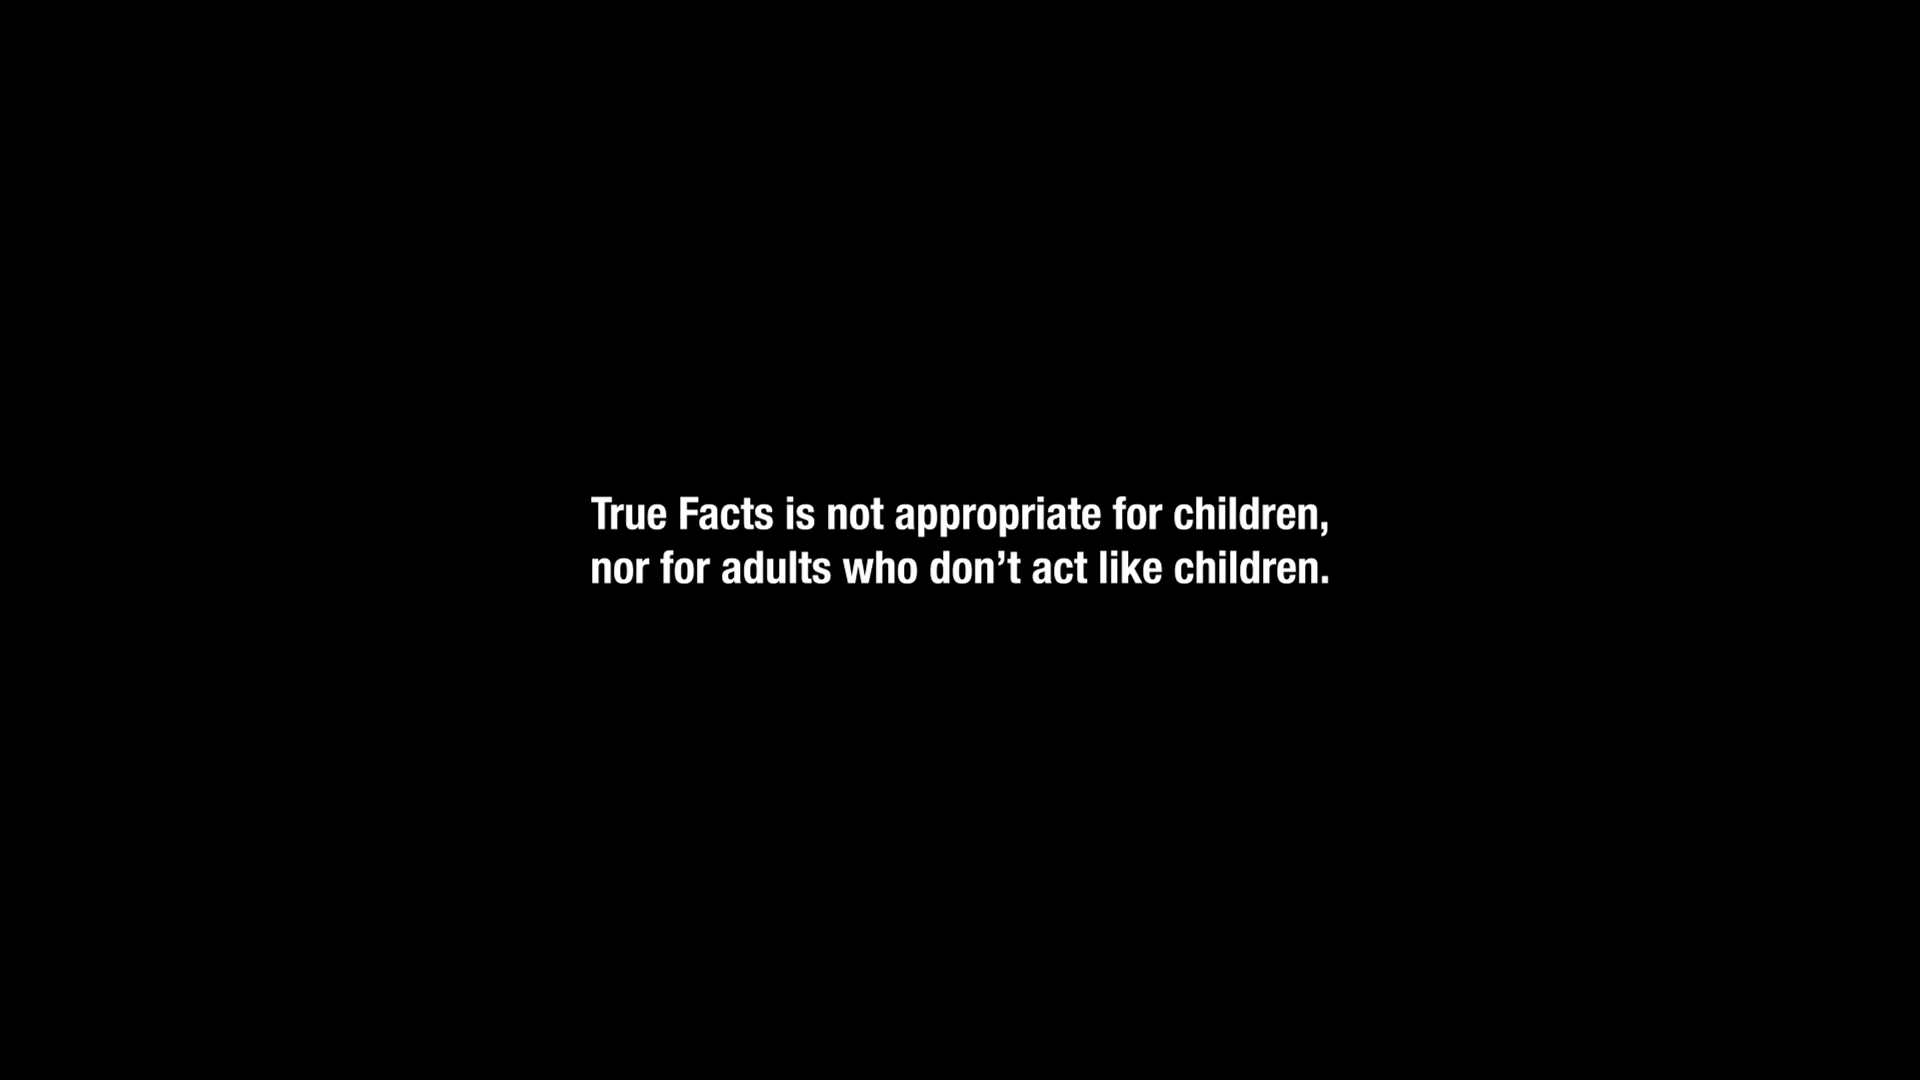 True Facts is not appropriate for children,
nor for adults who don’t act like children.